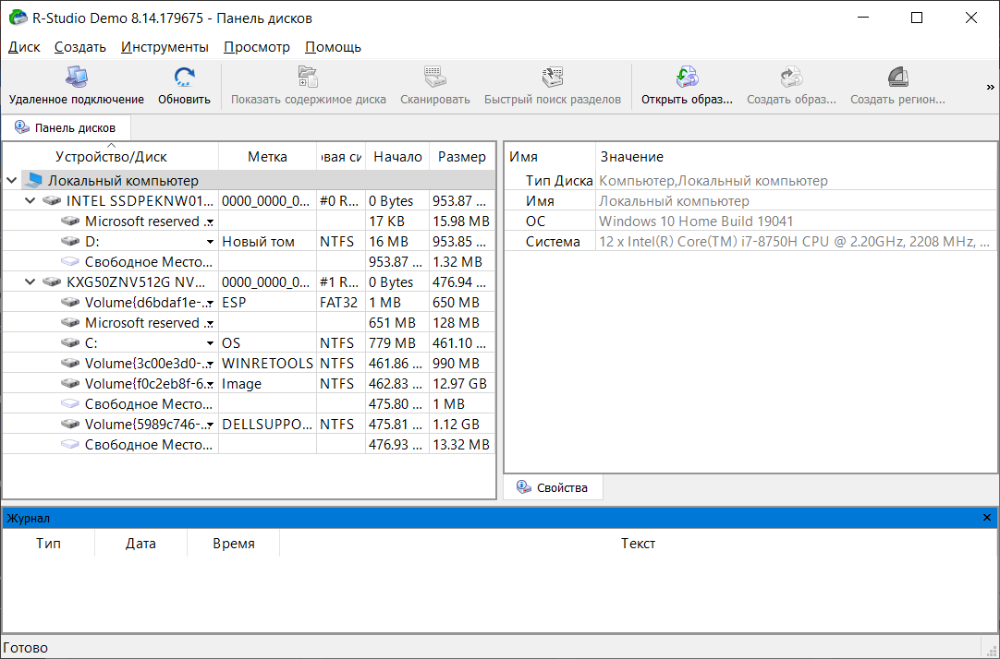 R-Studio Demo 8.14.179675 - Панель дисков
Диск Создать Инструменты Просмотр Помощь
Удаленное подключение Обновить Показать содержимое диска Сканировать Быстрый поиск разделов Открыть образ... Создать образ... Создать регион... »
Панель дисков
Устройство/Диск Метка вая си Начало Размер
Локальный компьютер
INTEL SSDPEKNW01... 0000_0000_0... #0 R... 0 Bytes 953.87 ...
Microsoft reserved ... 17 KB 15.98 MB
D: Новый том NTFS 16 MB 953.85 ...
Свободное Место... 953.87 ... 1.32 MB
KXG50ZNV512G NV... 0000_0000_0... #1 R... 0 Bytes 476.94 ...
Volume{d6bdaf1e-... ESP FAT32 1 MB 650 MB
Microsoft reserved ... 651 MB 128 MB
C: OS NTFS 779 MB 461.10 ...
Volume{3c00e3d0-... WINRETOOLS NTFS 461.86 ... 990 MB
Volume{f0c2eb8f-6... Image NTFS 462.83 ... 12.97 GB
Свободное Место... 475.80 ... 1 MB
Volume{5989c746-... DELLSUPPO... NTFS 475.81 ... 1.12 GB
Свободное Место... 476.93 ... 13.32 MB
Имя Значение
Тип Диска Компьютер,Локальный компьютер
Имя Локальный компьютер
ОС Windows 10 Home Build 19041
Система 12 x Intel(R) Core(TM) i7-8750H CPU @ 2.20GHz, 2208 MHz, ...
Свойства
Журнал
Тип Дата Время Текст
Готово